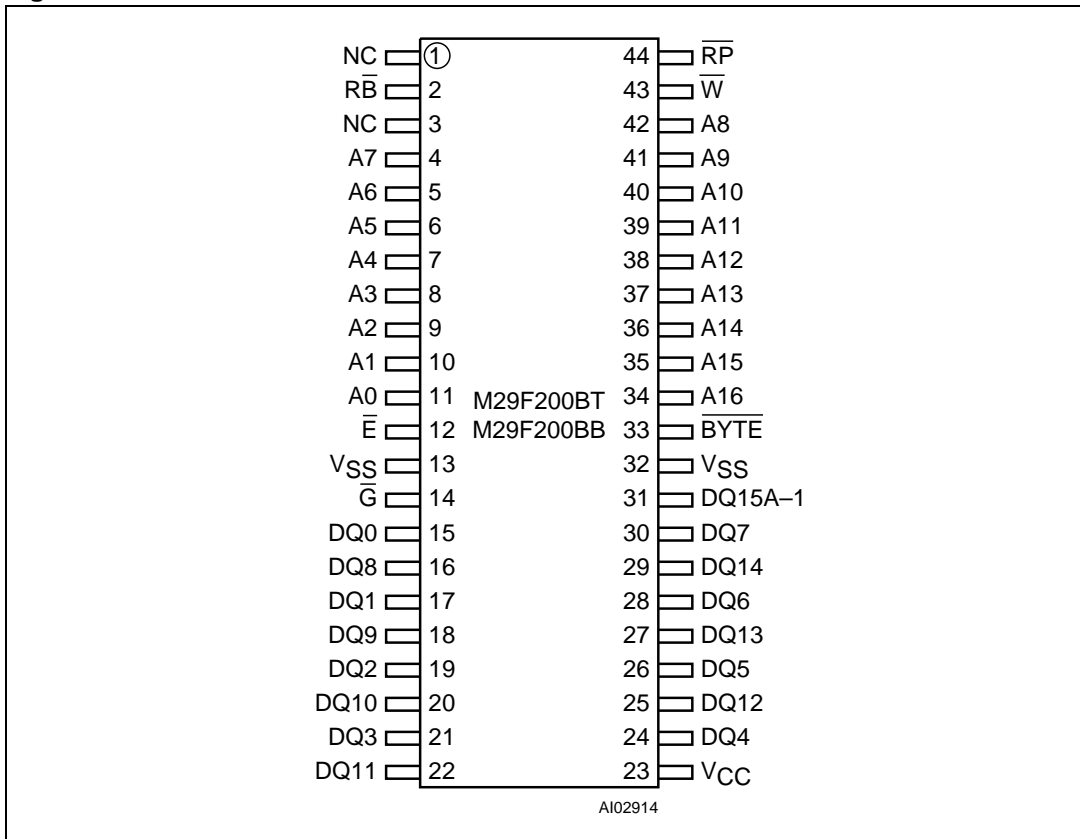 NC 1 44 R̅P̅
RB̅ 2 43 W̅
NC 3 42 A8
A7 4 41 A9
A6 5 40 A10
A5 6 39 A11
A4 7 38 A12
A3 8 37 A13
A2 9 36 A14
A1 10 35 A15
A0 11 M29F200BT 34 A16
E̅ 12 M29F200BB 33 B̅Y̅T̅E̅
VSS 13 32 VSS
G̅ 14 31 DQ15A–1
DQ0 15 30 DQ7
DQ8 16 29 DQ14
DQ1 17 28 DQ6
DQ9 18 27 DQ13
DQ2 19 26 DQ5
DQ10 20 25 DQ12
DQ3 21 24 DQ4
DQ11 22 23 VCC
AI02914